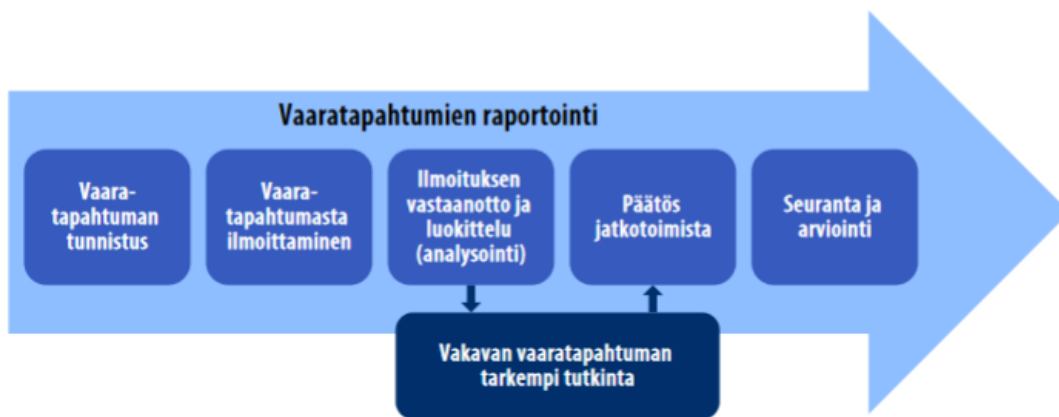 Vaaratapahtumien raportointi
Vaara-
tapahtuman
tunnistus
Vaara-
tapahtumasta
ilmoittaminen
Ilmoituksen
vastaanotto ja
luokittelu
(analysointi)
Päätös
jatkotoimista
Seuranta ja
arviointi
Vakavan vaaratapahtuman
tarkempi tutkinta